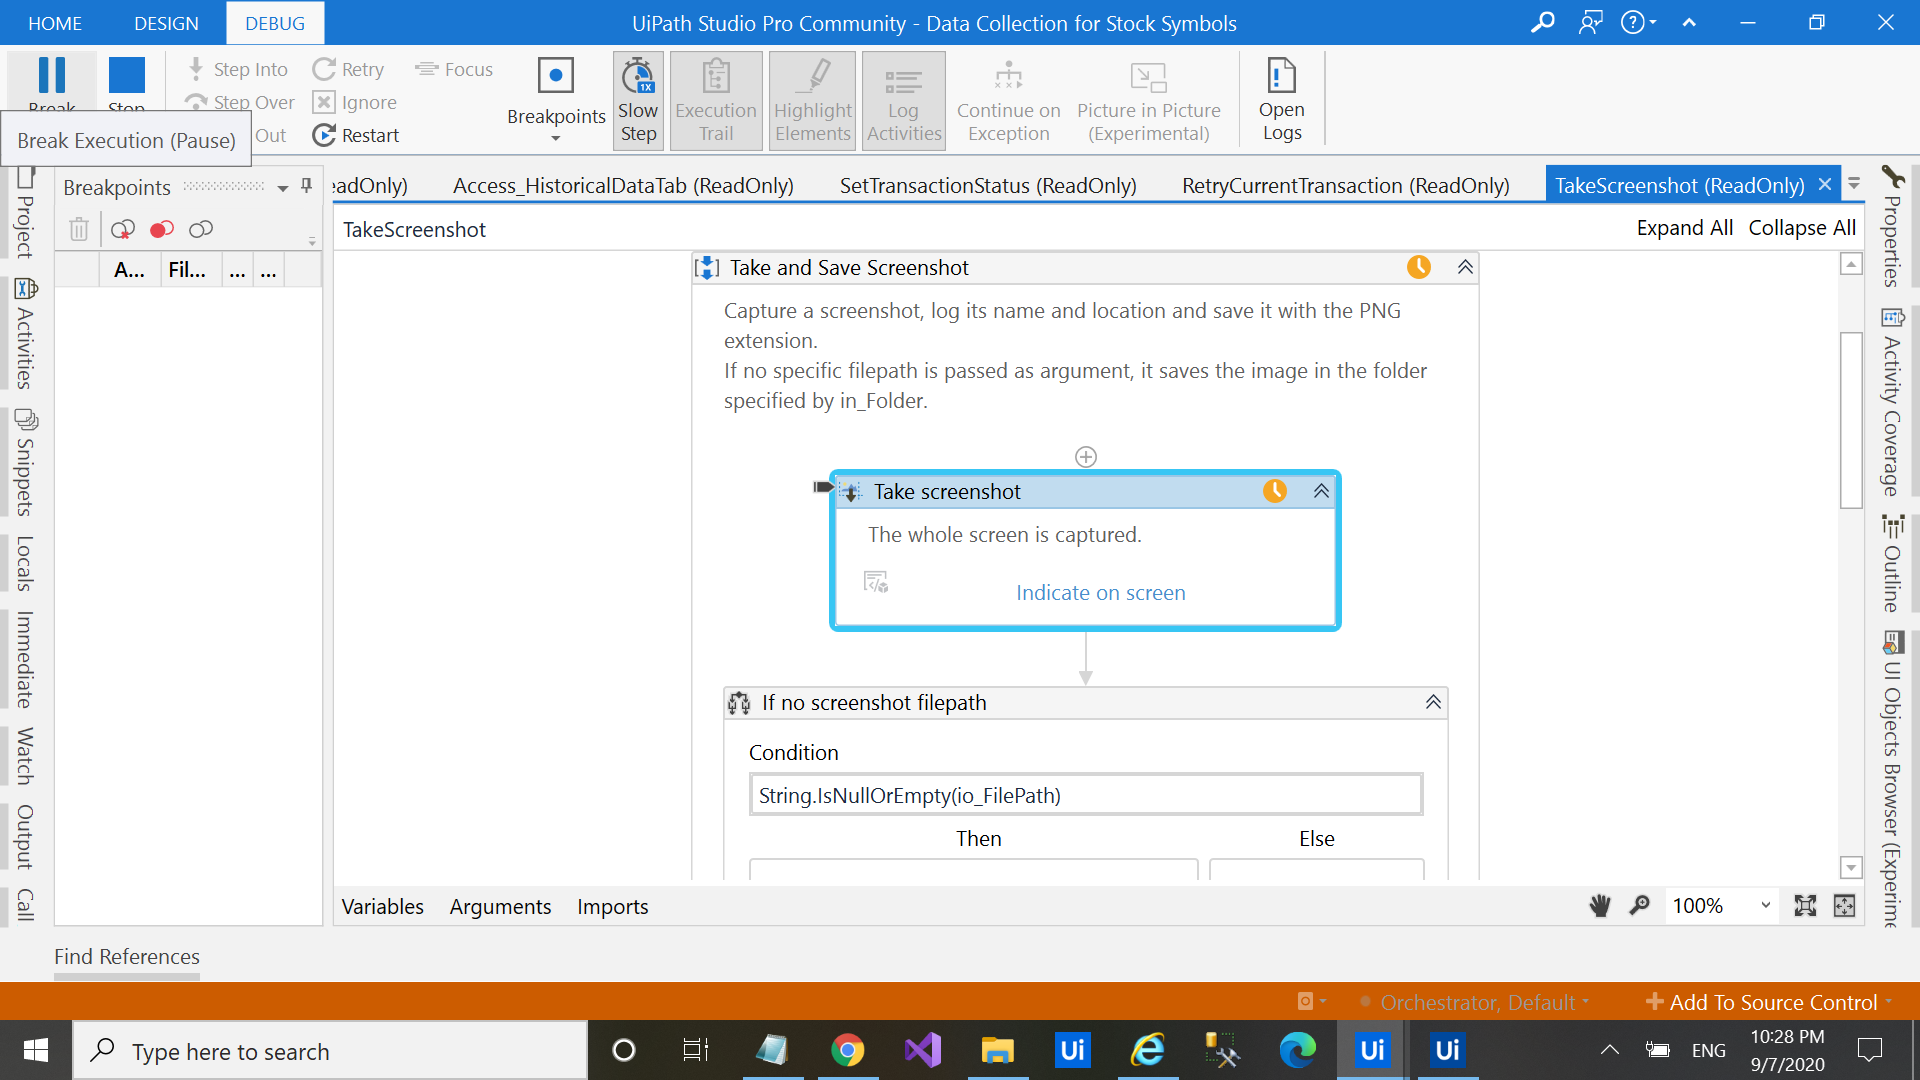 HOME DESIGN DEBUG UiPath Studio Pro Community - Data Collection for Stock Symbols
Break
Stop
Step Into
Step Over
Out
Retry
Ignore
Restart
Focus
Breakpoints
Slow
Step
1X
Execution
Trail
Highlight
Elements
Log
Activities
Continue on
Exception
Picture in Picture
(Experimental)
Open
Logs
Break Execution (Pause)
Breakpoints
A... Fil... ... ...
Project
Activities
Snippets
Locals
Immediate
Watch
Output
Call
eadOnly) Access_HistoricalDataTab (ReadOnly) SetTransactionStatus (ReadOnly) RetryCurrentTransaction (ReadOnly) TakeScreenshot (ReadOnly)
TakeScreenshot Expand All Collapse All
Take and Save Screenshot
Capture a screenshot, log its name and location and save it with the PNG
extension.
If no specific filepath is passed as argument, it saves the image in the folder
specified by in_Folder.
Take screenshot
The whole screen is captured.
Indicate on screen
If no screenshot filepath
Condition
String.IsNullOrEmpty(io_FilePath)
Then Else
Variables Arguments Imports 100%
Properties
Activity Coverage
Outline
UI Objects Browser (Experime
Find References
Orchestrator, Default Add To Source Control
Type here to search
Ui
Ui
Ui
ENG
10:28 PM
9/7/2020